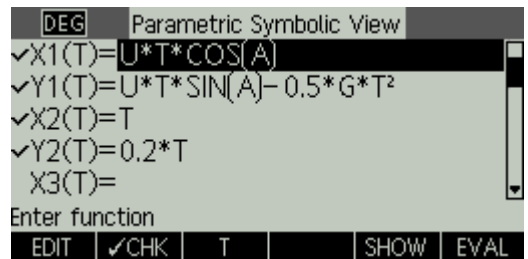 DEG Parametric Symbolic View
✓X1(T)=U*T*COS(A)
✓Y1(T)=U*T*SIN(A)-0.5*G*T²
✓X2(T)=T
✓Y2(T)=0.2*T
X3(T)=
Enter function
EDIT ✓CHK T SHOW EVAL